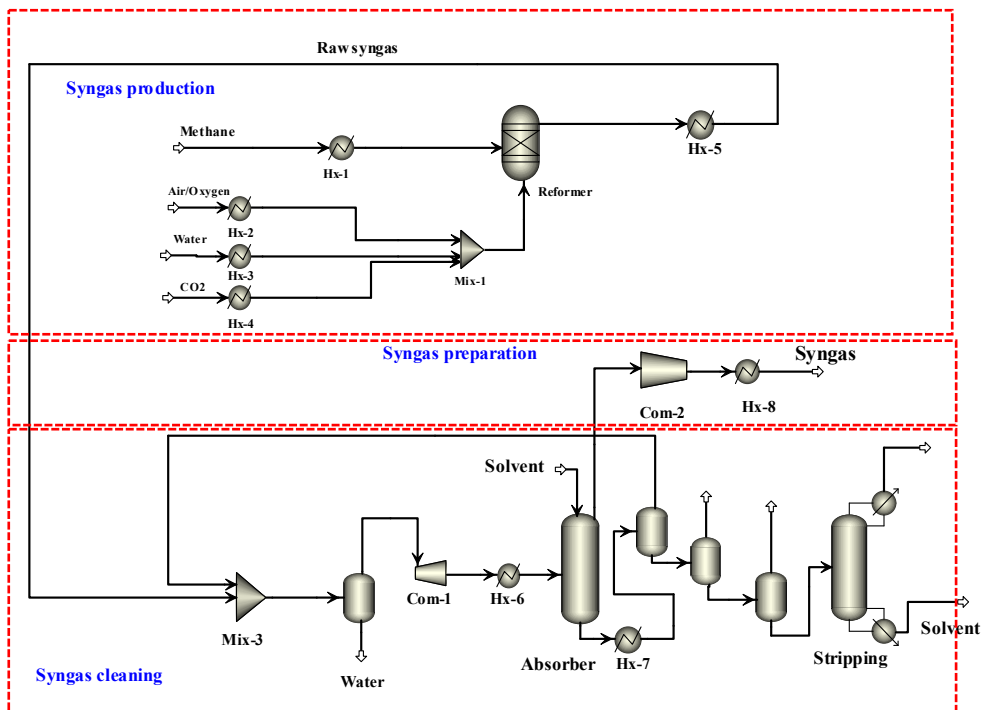 Raw syngas
Syngas production
Methane
Hx-1
Hx-5
Reformer
Air/Oxygen
Hx-2
Water
Hx-3
Mix-1
CO2
Hx-4
Syngas preparation
Syngas
Com-2
Hx-8
Solvent
Com-1
Hx-6
Mix-3
Absorber
Hx-7
Stripping
Solvent
Water
Syngas cleaning